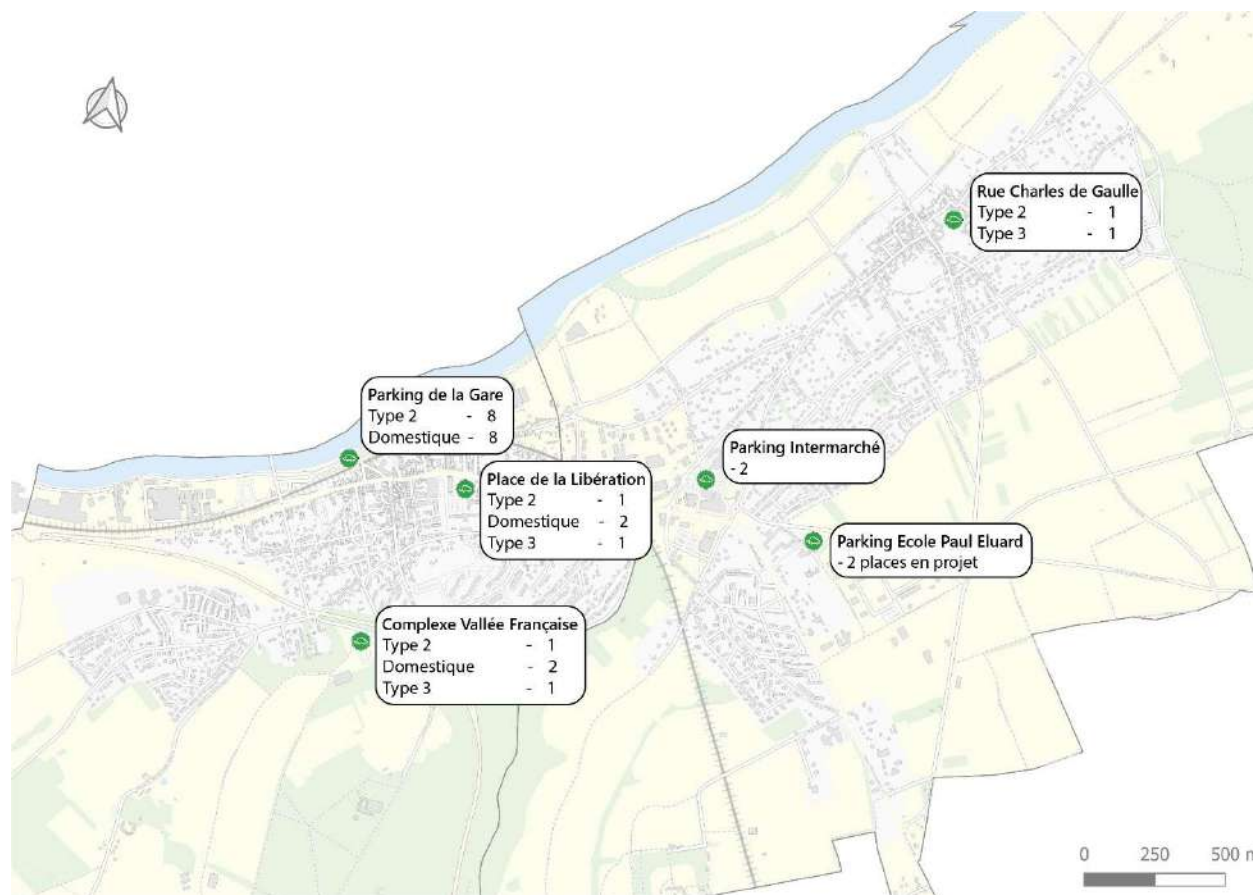 Rue Charles de Gaulle
Type 2 - 1
Type 3 - 1
Parking de la Gare
Type 2 - 8
Domestique - 8
Parking Intermarché
- 2
Place de la Libération
Type 2 - 1
Domestique - 2
Type 3 - 1
Parking Ecole Paul Eluard
- 2 places en projet
Complexe Vallée Française
Type 2 - 1
Domestique - 2
Type 3 - 1
0 250 500 m